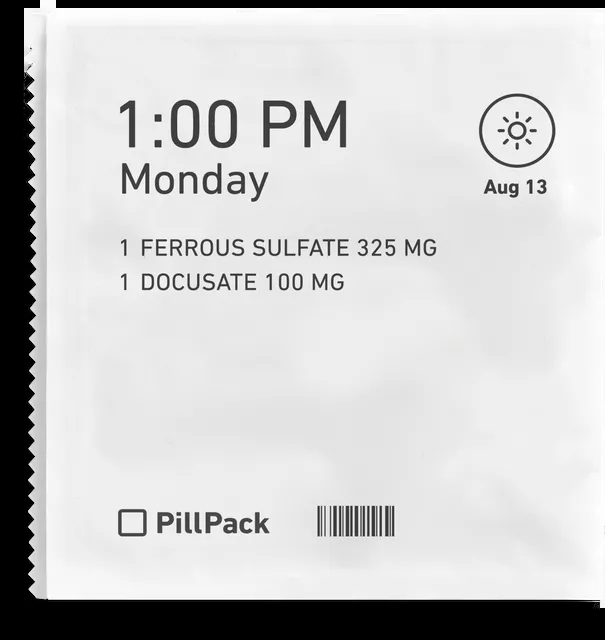 1:00 PM
Monday
Aug 13
1 FERROUS SULFATE 325 MG
1 DOCUSATE 100 MG
PillPack